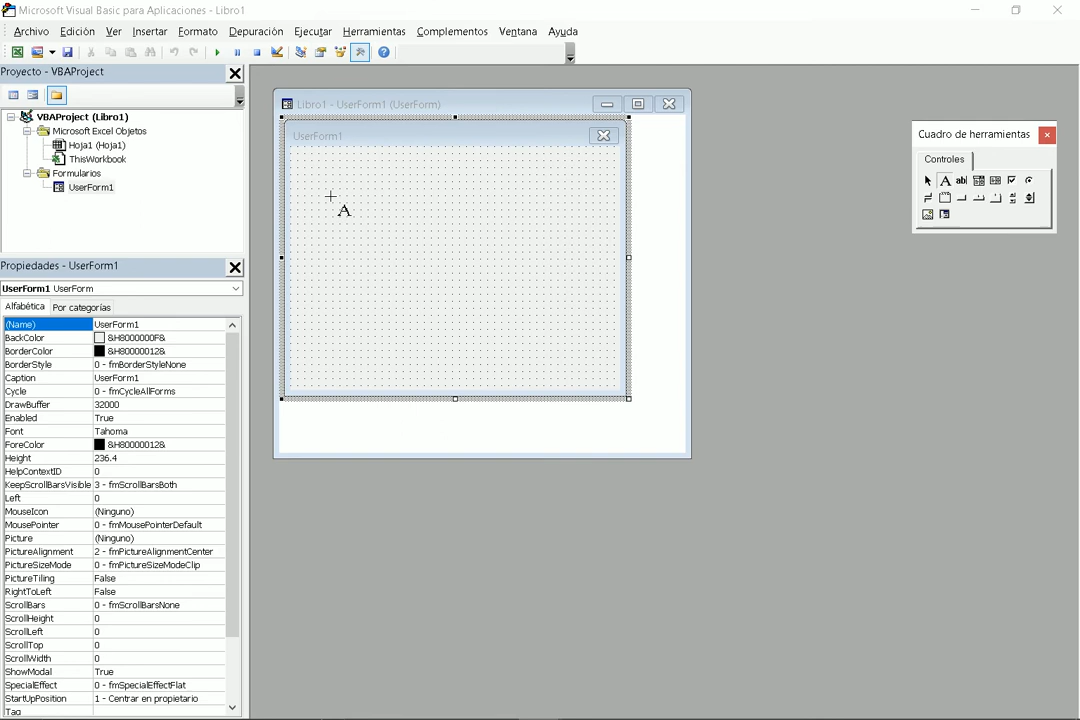 Microsoft Visual Basic para Aplicaciones - Libro1
Archivo Edición Ver Insertar Formato Depuración Ejecutar Herramientas Complementos Ventana Ayuda
Proyecto - VBAProject
VBAProject (Libro1)
Microsoft Excel Objetos
Hoja1 (Hoja1)
ThisWorkbook
Formularios
UserForm1
Propiedades - UserForm1
UserForm1 UserForm
Alfabética Por categorías
(Name) UserForm1
BackColor &H8000000F&
BorderColor &H80000012&
BorderStyle 0 - fmBorderStyleNone
Caption UserForm1
Cycle 0 - fmCycleAllForms
DrawBuffer 32000
Enabled True
Font Tahoma
ForeColor &H80000012&
Height 236.4
HelpContextID 0
KeepScrollBarsVisible 3 - fmScrollBarsBoth
Left 0
MouseIcon (Ninguno)
MousePointer 0 - fmMousePointerDefault
Picture (Ninguno)
PictureAlignment 2 - fmPictureAlignmentCenter
PictureSizeMode 0 - fmPictureSizeModeClip
PictureTiling False
RightToLeft False
ScrollBars 0 - fmScrollBarsNone
ScrollHeight 0
ScrollLeft 0
ScrollTop 0
ScrollWidth 0
ShowModal True
SpecialEffect 0 - fmSpecialEffectFlat
StartUpPosition 1 - Centrar en propietario
Tag
Libro1 - UserForm1 (UserForm)
UserForm1
A
Cuadro de herramientas
Controles
A abl